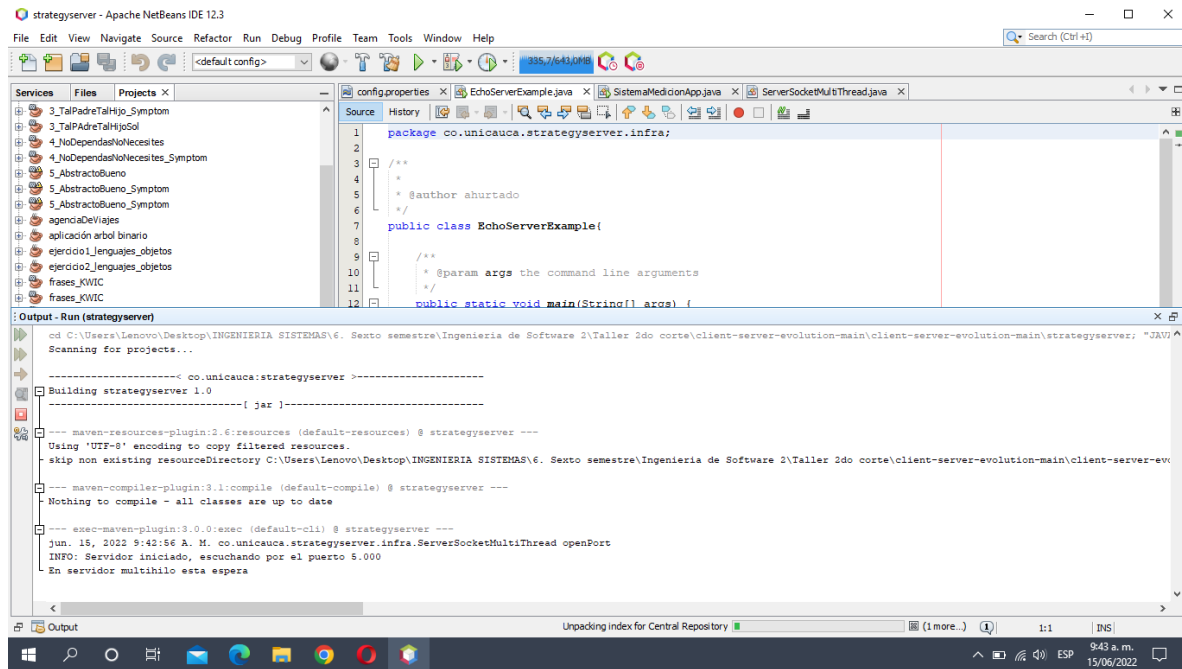 strategyserver - Apache NetBeans IDE 12.3
File Edit View Navigate Source Refactor Run Debug Profile Team Tools Window Help
Search (Ctrl+I)
<default config>
335,7/643,0MB
Services Files Projects
config.properties EchoServerExample.java SistemaMedicionApp.java ServerSocketMultiThread.java
Source History
3_TalPadreTalHijo_Symptom
3_TalPAdreTalHijoSol
4_NoDependasNoNecesites
4_NoDependasNoNecesites_Symptom
5_AbstractoBueno
5_AbstractoBueno_Symptom
5_AbstractoBueno_Symptom
agenciaDeViajes
aplicación arbol binario
ejercicio1_lenguajes_objetos
ejercicio2_lenguajes_objetos
frases_KWIC
frases_KWIC
1 package co.unicauca.strategyserver.infra;
2
3 /**
4 *
5 * @author ahurtado
6 */
7 public class EchoServerExample{
8
9 /**
10 * @param args the command line arguments
11 */
12 public static void main(String[] args) {
Output - Run (strategyserver)
cd C:\Users\Lenovo\Desktop\INGENIERIA SISTEMAS\6. Sexto semestre\Ingenieria de Software 2\Taller 2do corte\client-server-evolution-main\client-server-evolution-main\strategyserver; "JAVA
Scanning for projects...
--------------------< co.unicauca:strategyserver >--------------------
Building strategyserver 1.0
--------------------------------[ jar ]---------------------------------
--- maven-resources-plugin:2.6:resources (default-resources) @ strategyserver ---
Using 'UTF-8' encoding to copy filtered resources.
skip non existing resourceDirectory C:\Users\Lenovo\Desktop\INGENIERIA SISTEMAS\6. Sexto semestre\Ingenieria de Software 2\Taller 2do corte\client-server-evolution-main\client-server-evo
--- maven-compiler-plugin:3.1:compile (default-compile) @ strategyserver ---
Nothing to compile - all classes are up to date
--- exec-maven-plugin:3.0.0:exec (default-cli) @ strategyserver ---
jun. 15, 2022 9:42:56 A. M. co.unicauca.strategyserver.infra.ServerSocketMultiThread openPort
INFO: Servidor iniciado, escuchando por el puerto 5.000
En servidor multihilo esta espera
Output
Unpacking index for Central Repository
(1 more...)
1
1:1
INS
ESP
9:43 a. m.
15/06/2022